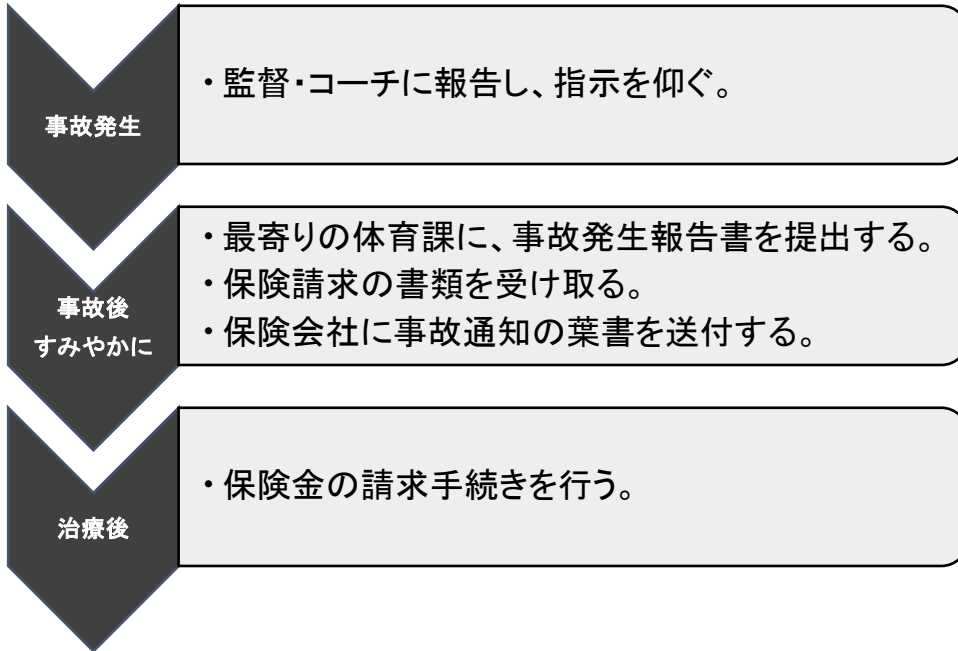 事故発生
・監督・コーチに報告し、指示を仰ぐ。
事故後
すみやかに
・最寄りの体育課に、事故発生報告書を提出する。
・保険請求の書類を受け取る。
・保険会社に事故通知の葉書を送付する。
治療後
・保険金の請求手続きを行う。